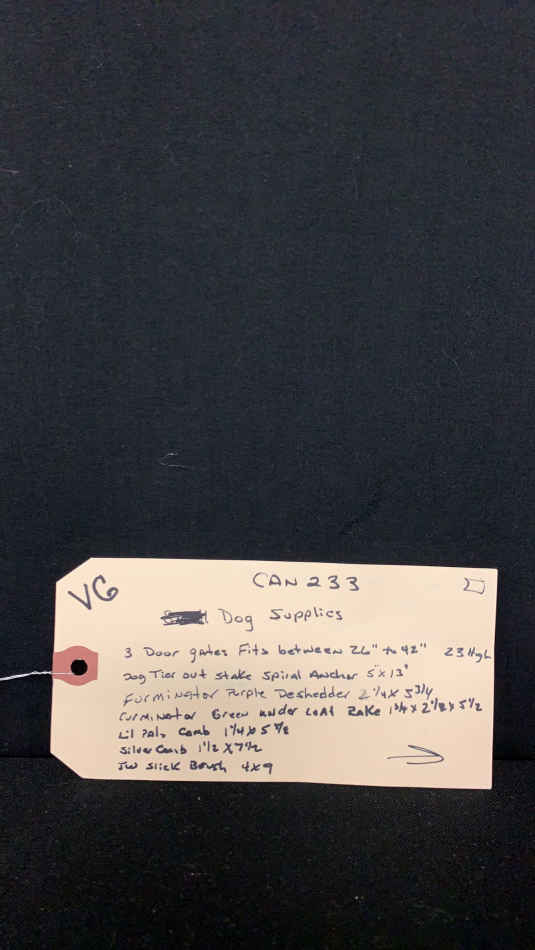 VG
CAN 233
Dog Supplies
3 Door gates Fits between 26" to 42" 23 High
Dog Tier out stake Spiral Anchor 5"x13"
Furminator Purple Deshedder 2 1/4 x 5 3/4
Furminator Green under coat Rake 1 3/4 x 2 1/8 x 5 1/2
Lil Pals Comb 1 1/4 x 5 7/8
Silver Comb 1 1/2 x 7 1/2
JW Slick Brush 4x9